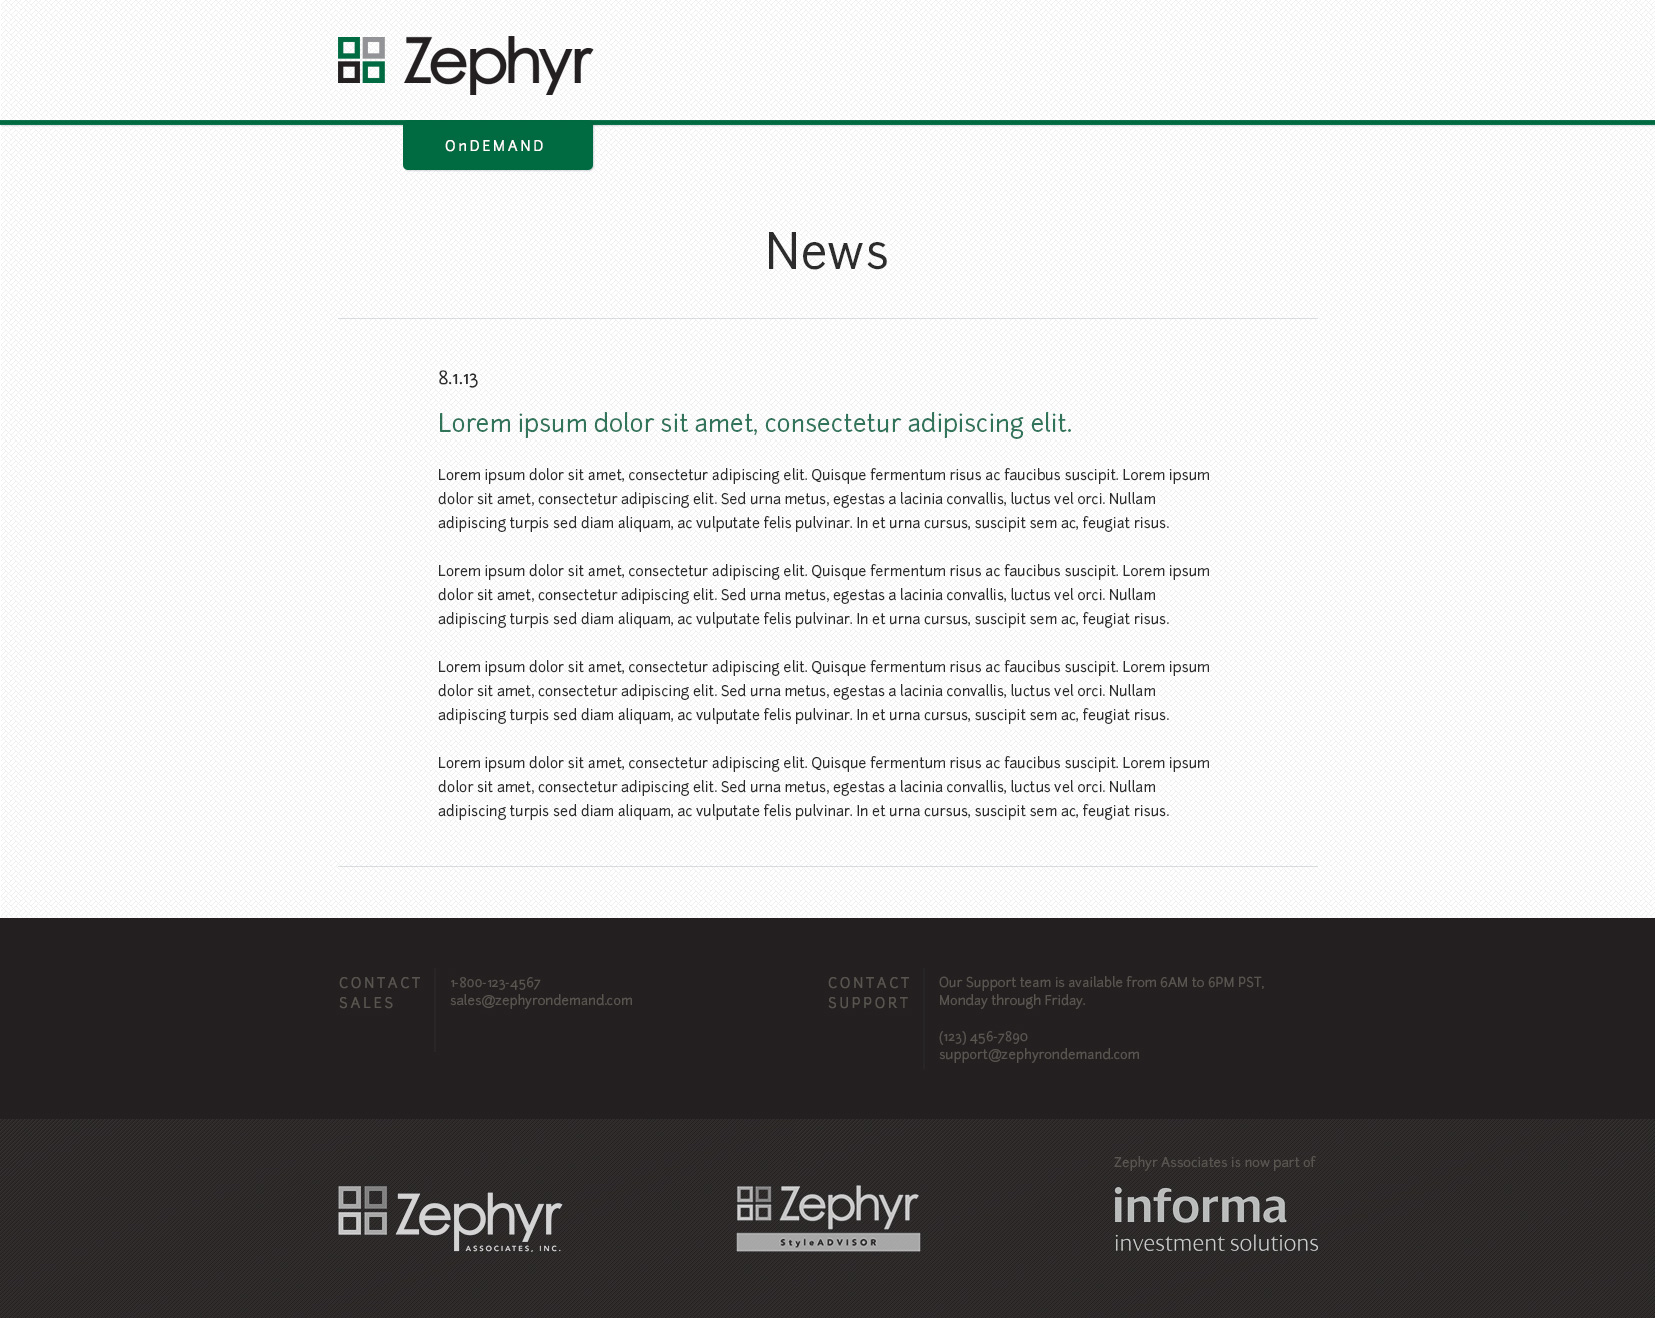 Zephyr
OnDEMAND
News
8.1.13
Lorem ipsum dolor sit amet, consectetur adipiscing elit.
Lorem ipsum dolor sit amet, consectetur adipiscing elit. Quisque fermentum risus ac faucibus suscipit. Lorem ipsum
dolor sit amet, consectetur adipiscing elit. Sed urna metus, egestas a lacinia convallis, luctus vel orci. Nullam
adipiscing turpis sed diam aliquam, ac vulputate felis pulvinar. In et urna cursus, suscipit sem ac, feugiat risus.
Lorem ipsum dolor sit amet, consectetur adipiscing elit. Quisque fermentum risus ac faucibus suscipit. Lorem ipsum
dolor sit amet, consectetur adipiscing elit. Sed urna metus, egestas a lacinia convallis, luctus vel orci. Nullam
adipiscing turpis sed diam aliquam, ac vulputate felis pulvinar. In et urna cursus, suscipit sem ac, feugiat risus.
Lorem ipsum dolor sit amet, consectetur adipiscing elit. Quisque fermentum risus ac faucibus suscipit. Lorem ipsum
dolor sit amet, consectetur adipiscing elit. Sed urna metus, egestas a lacinia convallis, luctus vel orci. Nullam
adipiscing turpis sed diam aliquam, ac vulputate felis pulvinar. In et urna cursus, suscipit sem ac, feugiat risus.
Lorem ipsum dolor sit amet, consectetur adipiscing elit. Quisque fermentum risus ac faucibus suscipit. Lorem ipsum
dolor sit amet, consectetur adipiscing elit. Sed urna metus, egestas a lacinia convallis, luctus vel orci. Nullam
adipiscing turpis sed diam aliquam, ac vulputate felis pulvinar. In et urna cursus, suscipit sem ac, feugiat risus.
CONTACT
SALES
1-800-123-4567
sales@zephyrondemand.com
CONTACT
SUPPORT
Our Support team is available from 6AM to 6PM PST,
Monday through Friday.
(123) 456-7890
support@zephyrondemand.com
Zephyr
ASSOCIATES, INC.
Zephyr
StyleADVISOR
Zephyr Associates is now part of
informa
investment solutions